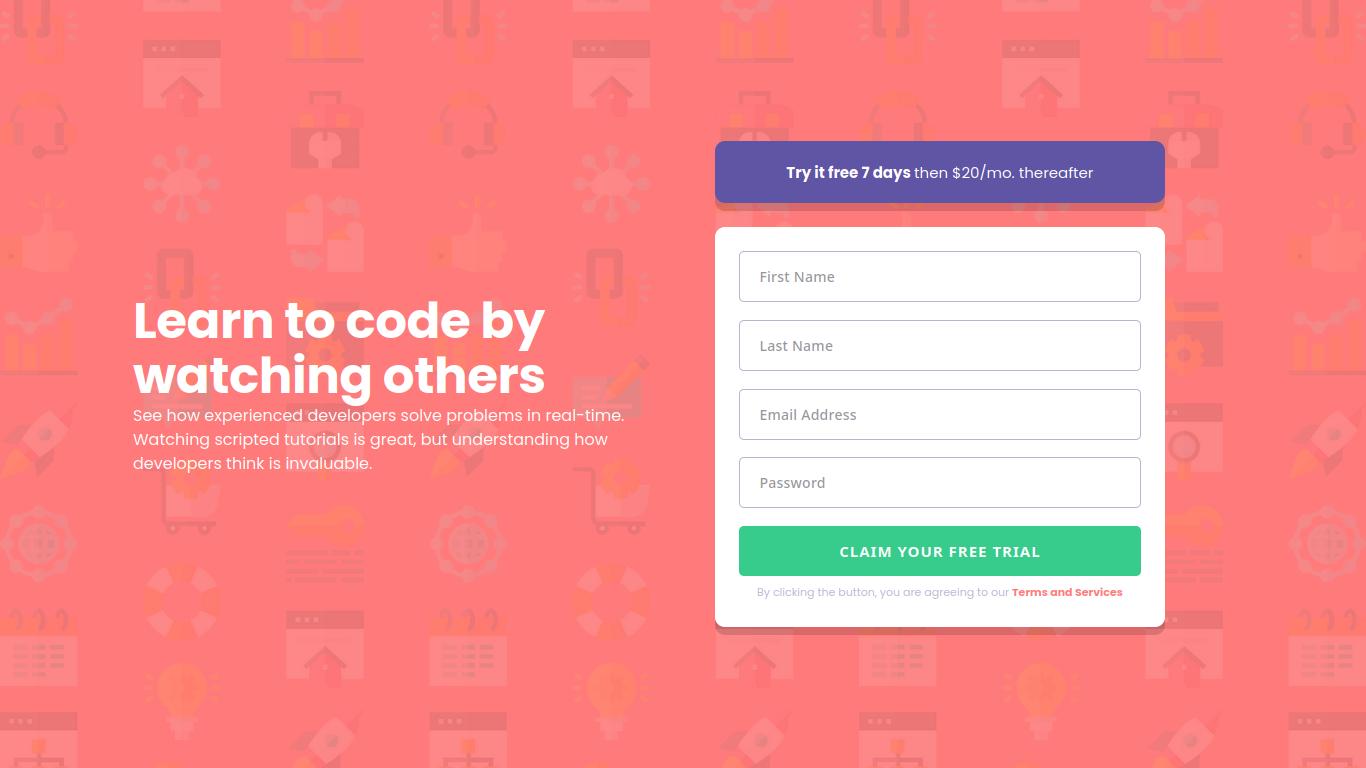 Learn to code by
watching others
See how experienced developers solve problems in real-time.
Watching scripted tutorials is great, but understanding how
developers think is invaluable.
Try it free 7 days then $20/mo. thereafter
First Name
Last Name
Email Address
Password
CLAIM YOUR FREE TRIAL
By clicking the button, you are agreeing to our Terms and Services